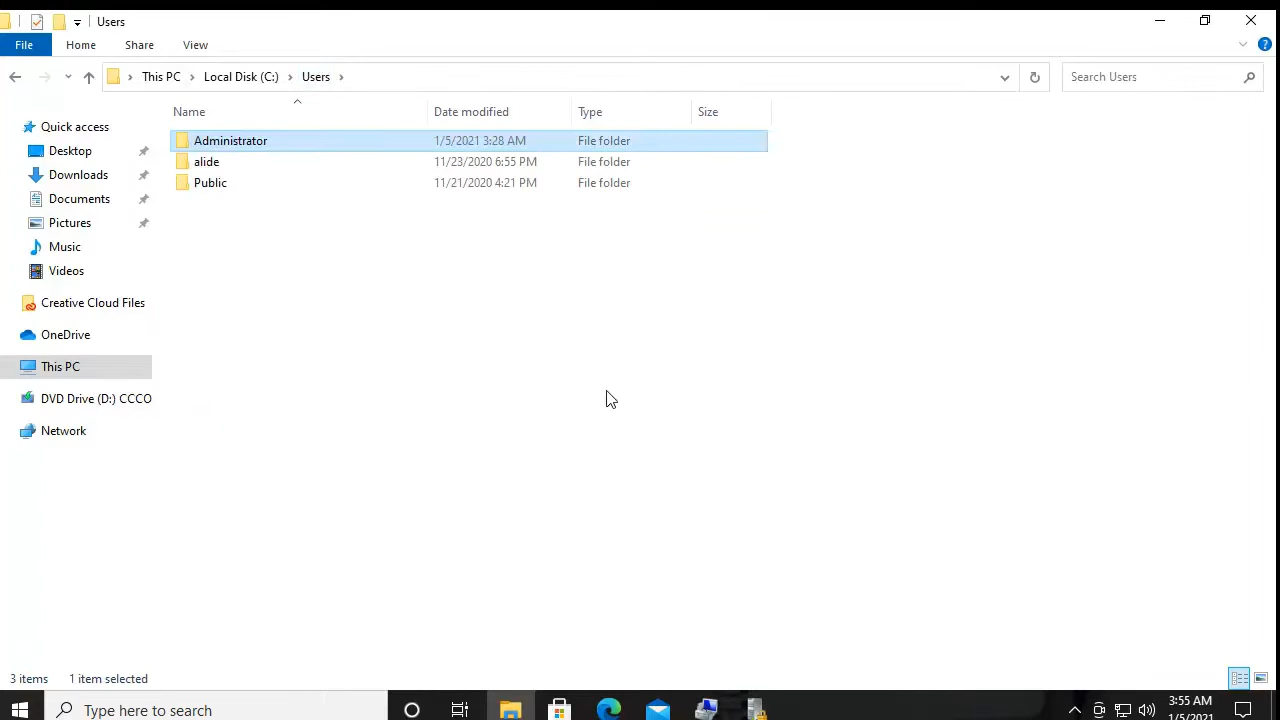 Users
File Home Share View
This PC Local Disk (C:) Users Search Users
Name Date modified Type Size
Quick access
Administrator 1/5/2021 3:28 AM File folder
Desktop
alide 11/23/2020 6:55 PM File folder
Downloads
Public 11/21/2020 4:21 PM File folder
Documents
Pictures
Music
Videos
Creative Cloud Files
OneDrive
This PC
DVD Drive (D:) CCCO
Network
3 items 1 item selected
Type here to search
3:55 AM